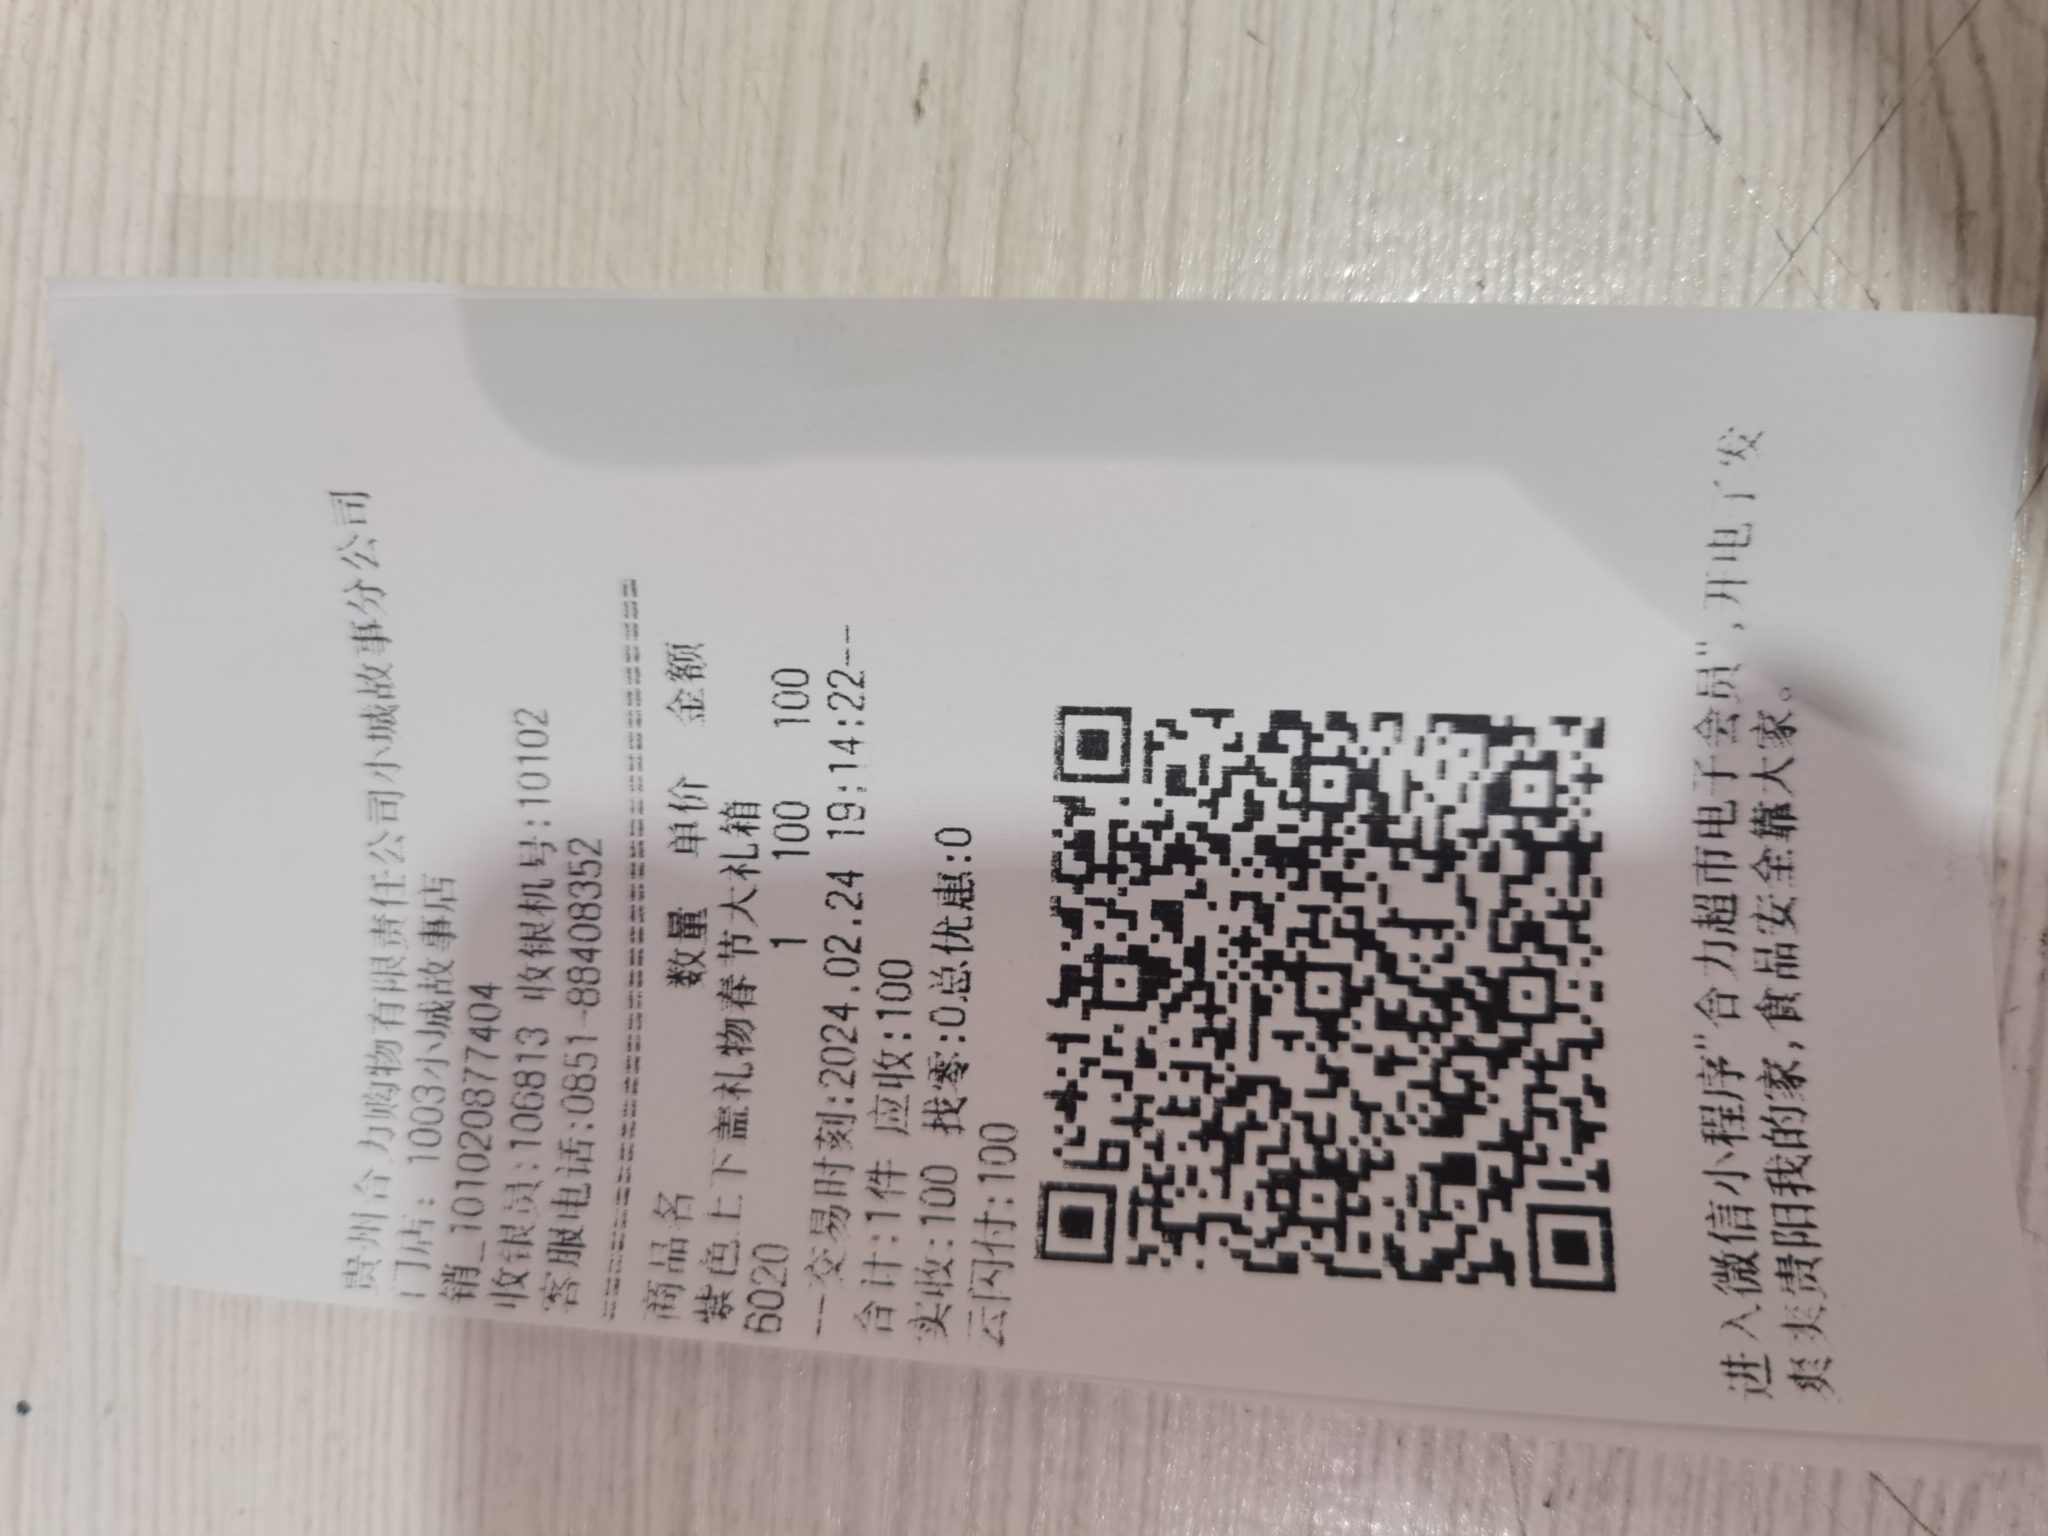 贵州合力购物有限责任公司小城故事分公司
门店: 1003小城故事店
销_101020877404
收银员:106813 收银机号:10102
客服电话:0851-88408352
商品名 数量 单价 金额
紫色上下盖礼物春节大礼箱
6020 1 100 100
--交易时刻:2024.02.24 19:14:22--
合计:1件 应收:100
实收:100 找零:0总优惠:0
云闪付:100
进入微信小程序"合力超市电子会员",开电子发
爽爽贵阳我的家,食品安全靠大家。